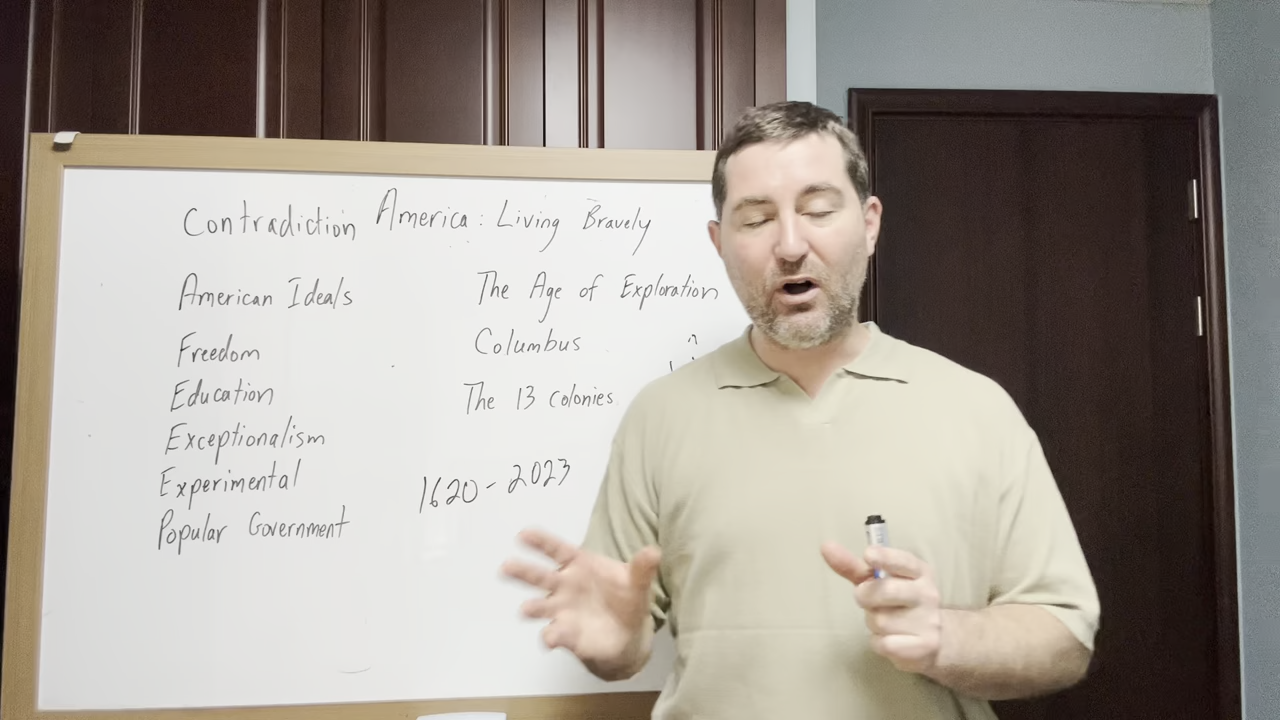 Contradiction America: Living Bravely
American Ideals
Freedom
Education
Exceptionalism
Experimental
Popular Government
The Age of Exploration
Columbus
The 13 colonies
1620-2023